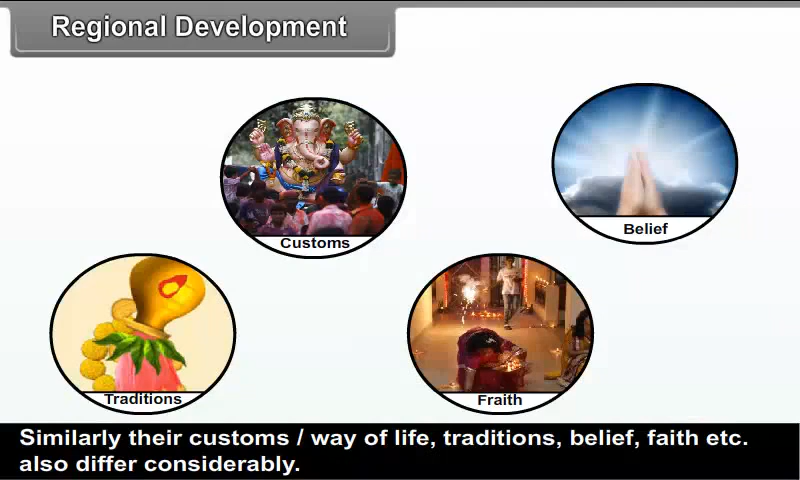 Regional Development
Customs
Belief
Traditions
Fraith
Similarly their customs / way of life, traditions, belief, faith etc.
also differ considerably.